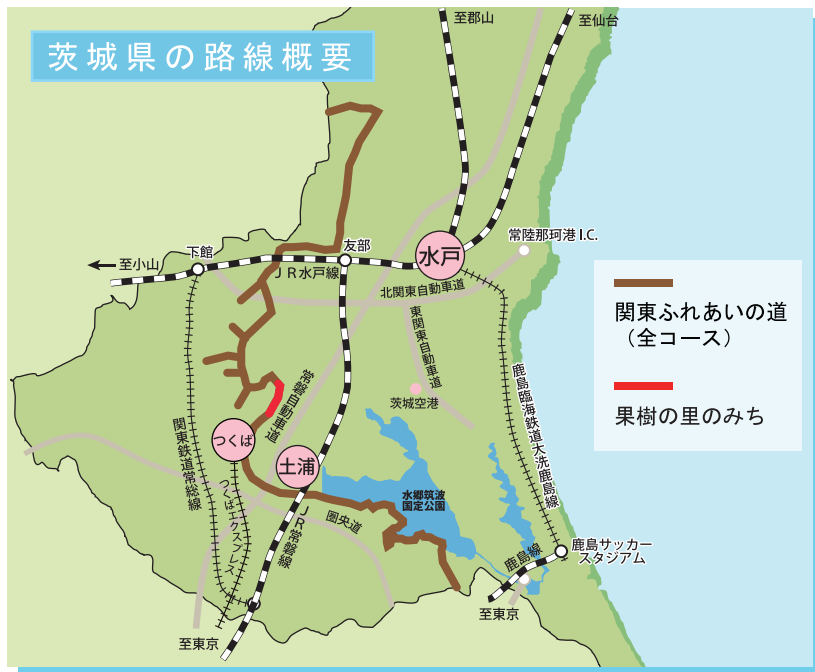 茨城県の路線概要
至郡山
至仙台
水戸
常陸那珂港 I.C.
友部
下館
至小山
JR水戸線
北関東自動車道
東関東自動車道
関東ふれあいの道
（全コース）
果樹の里のみち
常磐自動車道
茨城空港
鹿島臨海鉄道大洗鹿島線
関東鉄道常総線
つくば
土浦
水郷筑波
国定公園
つくばエクスプレス
JR常磐線
圏央道
鹿島線
鹿島サッカー
スタジアム
至東京
至東京